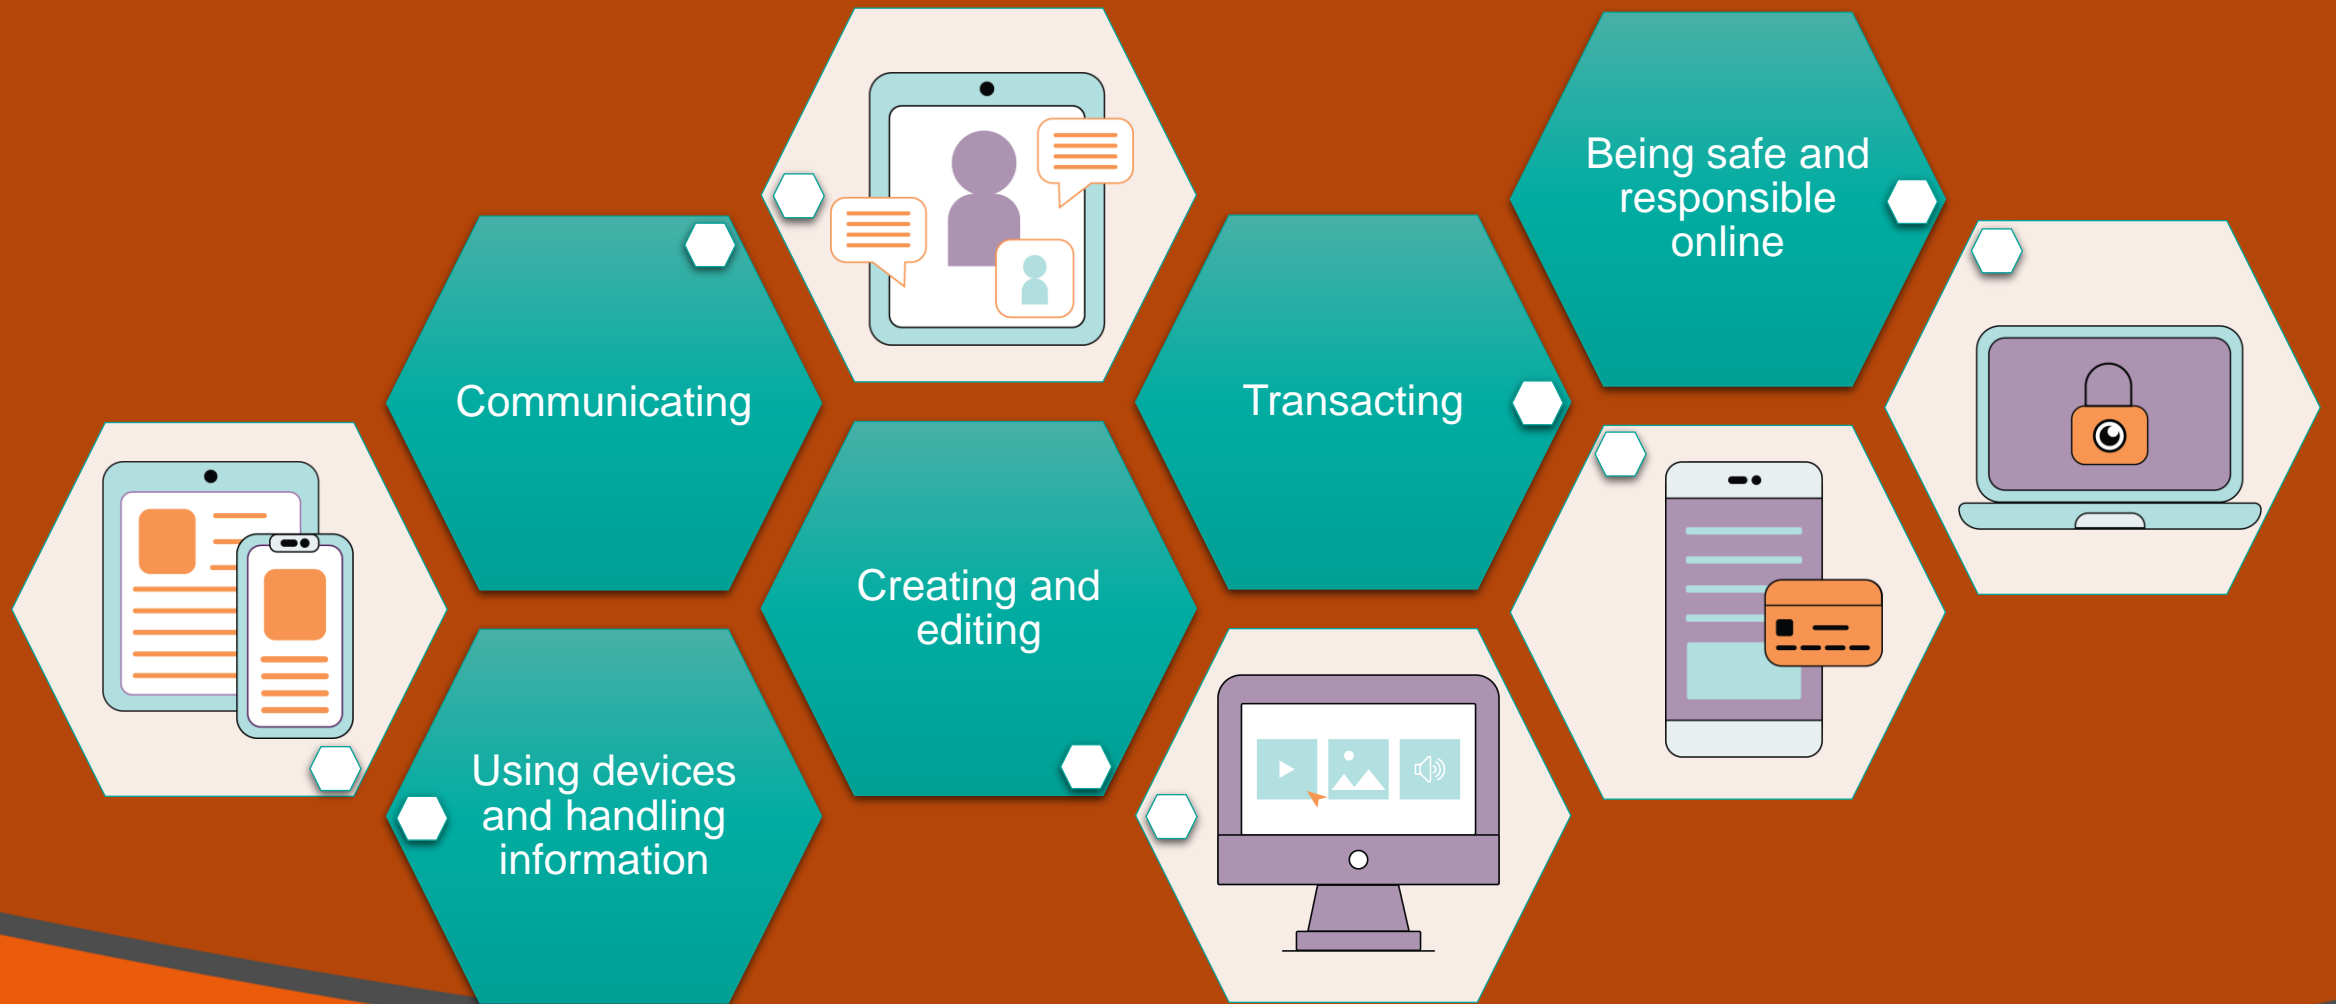 Being safe and
responsible
online
Communicating
Transacting
Creating and
editing
Using devices
and handling
information